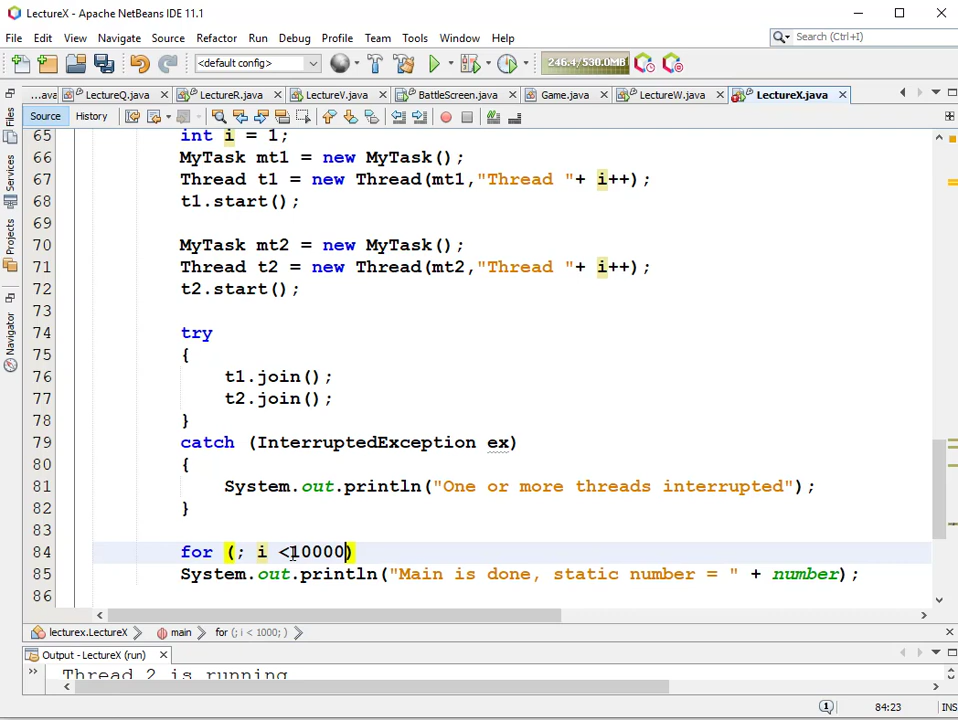 LectureX - Apache NetBeans IDE 11.1
File Edit View Navigate Source Refactor Run Debug Profile Team Tools Window Help
Search (Ctrl+I)
<default config>
246.4/530.0MB
...ava LectureQ.java LectureR.java LectureV.java BattleScreen.java Game.java LectureW.java LectureX.java
Source History
Files
Services
Projects
Navigator
65 int i = 1;
66 MyTask mt1 = new MyTask();
67 Thread t1 = new Thread(mt1,"Thread "+ i++);
68 t1.start();
69
70 MyTask mt2 = new MyTask();
71 Thread t2 = new Thread(mt2,"Thread "+ i++);
72 t2.start();
73
74 try
75 {
76 t1.join();
77 t2.join();
78 }
79 catch (InterruptedException ex)
80 {
81 System.out.println("One or more threads interrupted");
82 }
83
84 for (; i <10000)
85 System.out.println("Main is done, static number = " + number);
86
lecturex.LectureX main for (; i < 1000; )
Output - LectureX (run)
Thread 2 is running
84:23 INS